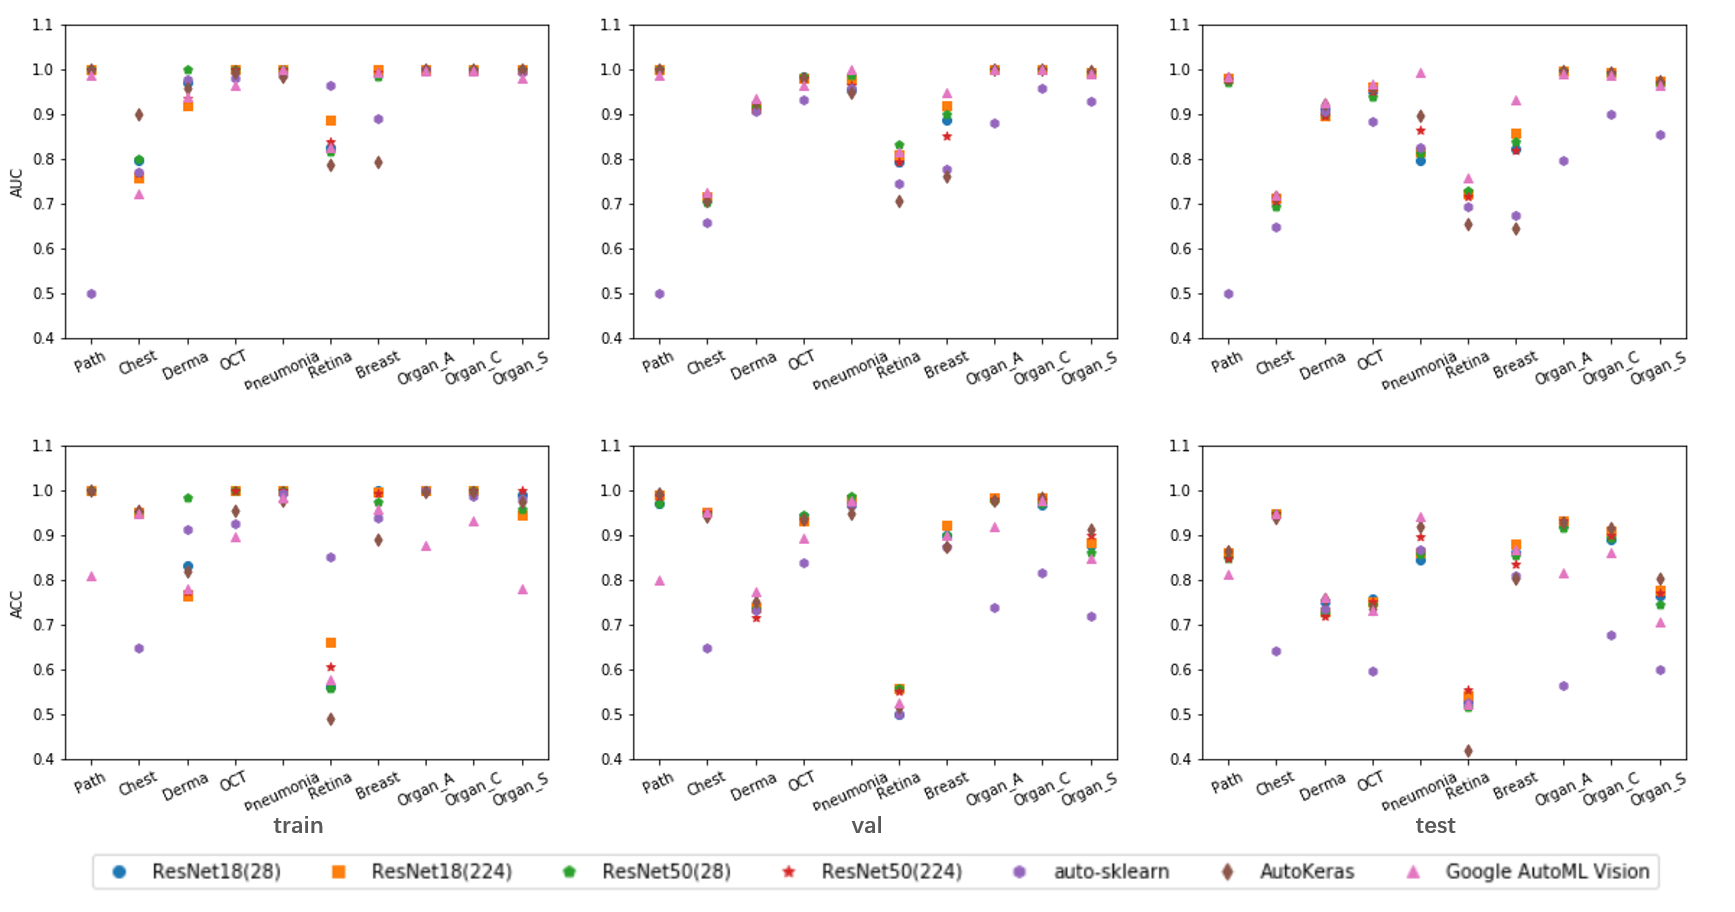 1.1 1.1 1.1
1.0 1.0 1.0
0.9 0.9 0.9
0.8 0.8 0.8
AUC
0.7 0.7 0.7
0.6 0.6 0.6
0.5 0.5 0.5
0.4 0.4 0.4
Path Chest Derma OCT Pneumonia Retina Breast Organ_A Organ_C Organ_S
Path Chest Derma OCT Pneumonia Retina Breast Organ_A Organ_C Organ_S
Path Chest Derma OCT Pneumonia Retina Breast Organ_A Organ_C Organ_S
1.1 1.1 1.1
1.0 1.0 1.0
0.9 0.9 0.9
0.8 0.8 0.8
ACC
0.7 0.7 0.7
0.6 0.6 0.6
0.5 0.5 0.5
0.4 0.4 0.4
Path Chest Derma OCT Pneumonia Retina Breast Organ_A Organ_C Organ_S
Path Chest Derma OCT Pneumonia Retina Breast Organ_A Organ_C Organ_S
Path Chest Derma OCT Pneumonia Retina Breast Organ_A Organ_C Organ_S
train val test
ResNet18(28) ResNet18(224) ResNet50(28) ResNet50(224) auto-sklearn AutoKeras Google AutoML Vision